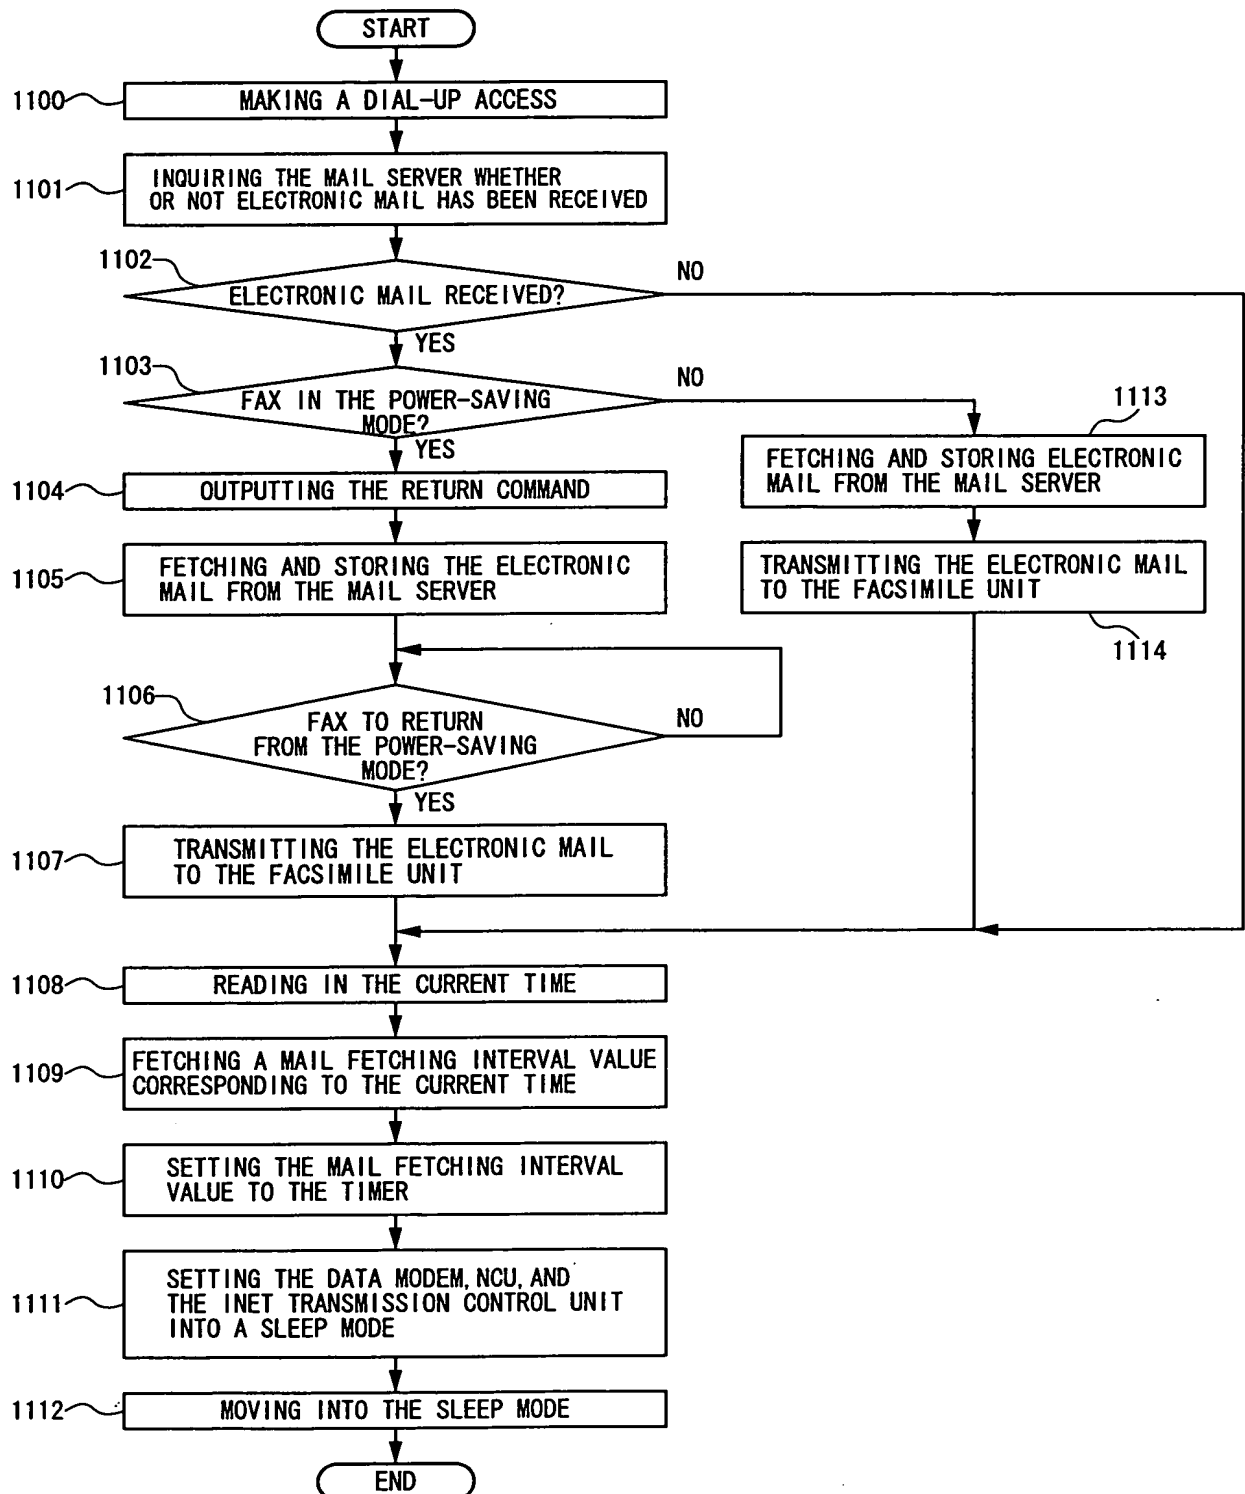 START
1100
MAKING A DIAL-UP ACCESS
1101
INQUIRING THE MAIL SERVER WHETHER
OR NOT ELECTRONIC MAIL HAS BEEN RECEIVED
1102
ELECTRONIC MAIL RECEIVED?
NO
YES
1103
FAX IN THE POWER-SAVING
MODE?
NO
YES
1113
FETCHING AND STORING ELECTRONIC
MAIL FROM THE MAIL SERVER
1104
OUTPUTTING THE RETURN COMMAND
1105
FETCHING AND STORING THE ELECTRONIC
MAIL FROM THE MAIL SERVER
TRANSMITTING THE ELECTRONIC MAIL
TO THE FACSIMILE UNIT
1114
1106
FAX TO RETURN
FROM THE POWER-SAVING
MODE?
NO
YES
1107
TRANSMITTING THE ELECTRONIC MAIL
TO THE FACSIMILE UNIT
1108
READING IN THE CURRENT TIME
1109
FETCHING A MAIL FETCHING INTERVAL VALUE
CORRESPONDING TO THE CURRENT TIME
1110
SETTING THE MAIL FETCHING INTERVAL
VALUE TO THE TIMER
1111
SETTING THE DATA MODEM, NCU, AND
THE INET TRANSMISSION CONTROL UNIT
INTO A SLEEP MODE
1112
MOVING INTO THE SLEEP MODE
END